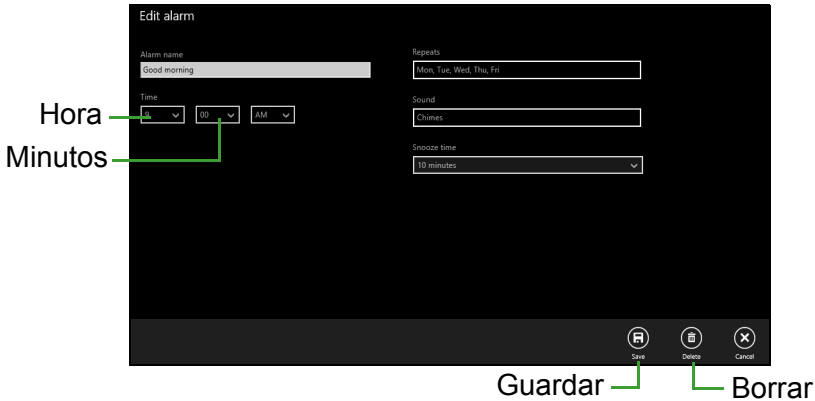 Edit alarm
Alarm name
Good morning
Time
9 00 AM
Repeats
Mon, Tue, Wed, Thu, Fri
Sound
Chimes
Snooze time
10 minutes
Hora
Minutos
Save Delete Cancel
Guardar Borrar